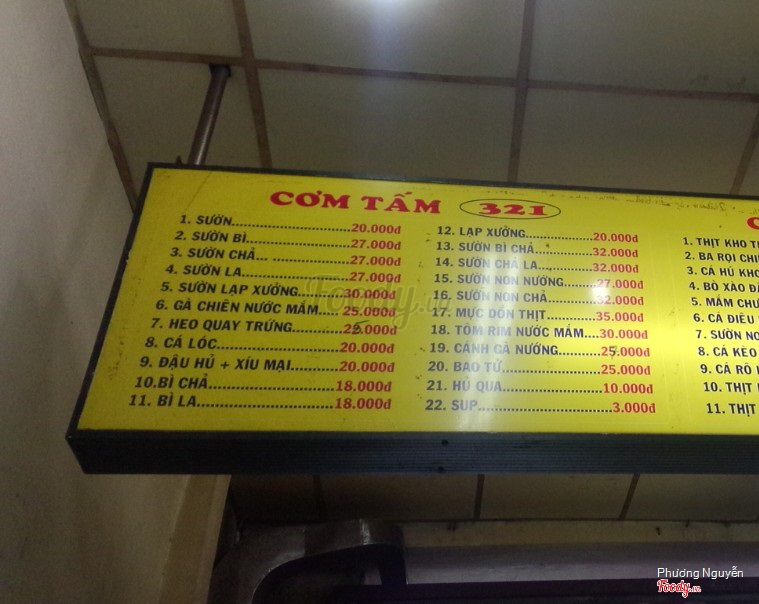 CƠM TẤM 321
1. SƯỜN....................20.000đ
2. SƯỜN BÌ.................27.000đ
3. SƯỜN CHẢ...............27.000đ
4. SƯỜN LA.................27.000đ
5. SƯỜN LẠP XƯỞNG..........30.000đ
6. GÀ CHIÊN NƯỚC MẮM....25.000đ
7. HEO QUAY TRỨNG.........25.000đ
8. CÁ LÓC....................20.000đ
9. ĐẬU HỦ + XÍU MẠI........20.000đ
10.BÌ CHẢ....................18.000đ
11. BÌ LA.....................18.000đ
12. LẠP XƯỞNG..............20.000đ
13. SƯỜN BÌ CHẢ............32.000đ
14. SƯỜN CHẢ LA...........32.000đ
15. SƯỜN NON NƯỚNG.......27.000đ
16. SƯỜN NON CHẢ.........32.000đ
17. MỰC DỒN THỊT..........35.000đ
18. TÔM RIM NƯỚC MẮM....30.000đ
19. CÁNH GÀ NƯỚNG........25.000đ
20. BAO TỬ.................25.000đ
21. HỦ QUA.................10.000đ
22. SUP.....................3.000đ
1. THỊT KHO
2. BA RỌI
3. CÁ HÚ KHO
4. BÒ XÀO
5. MẮM
6. CÁ
7. SƯỜN
8. CÁ KÈO
9. CÁ RÔ
10. THỊT
11. THỊT
Foody.vn
Phương Nguyễn
Foody.vn